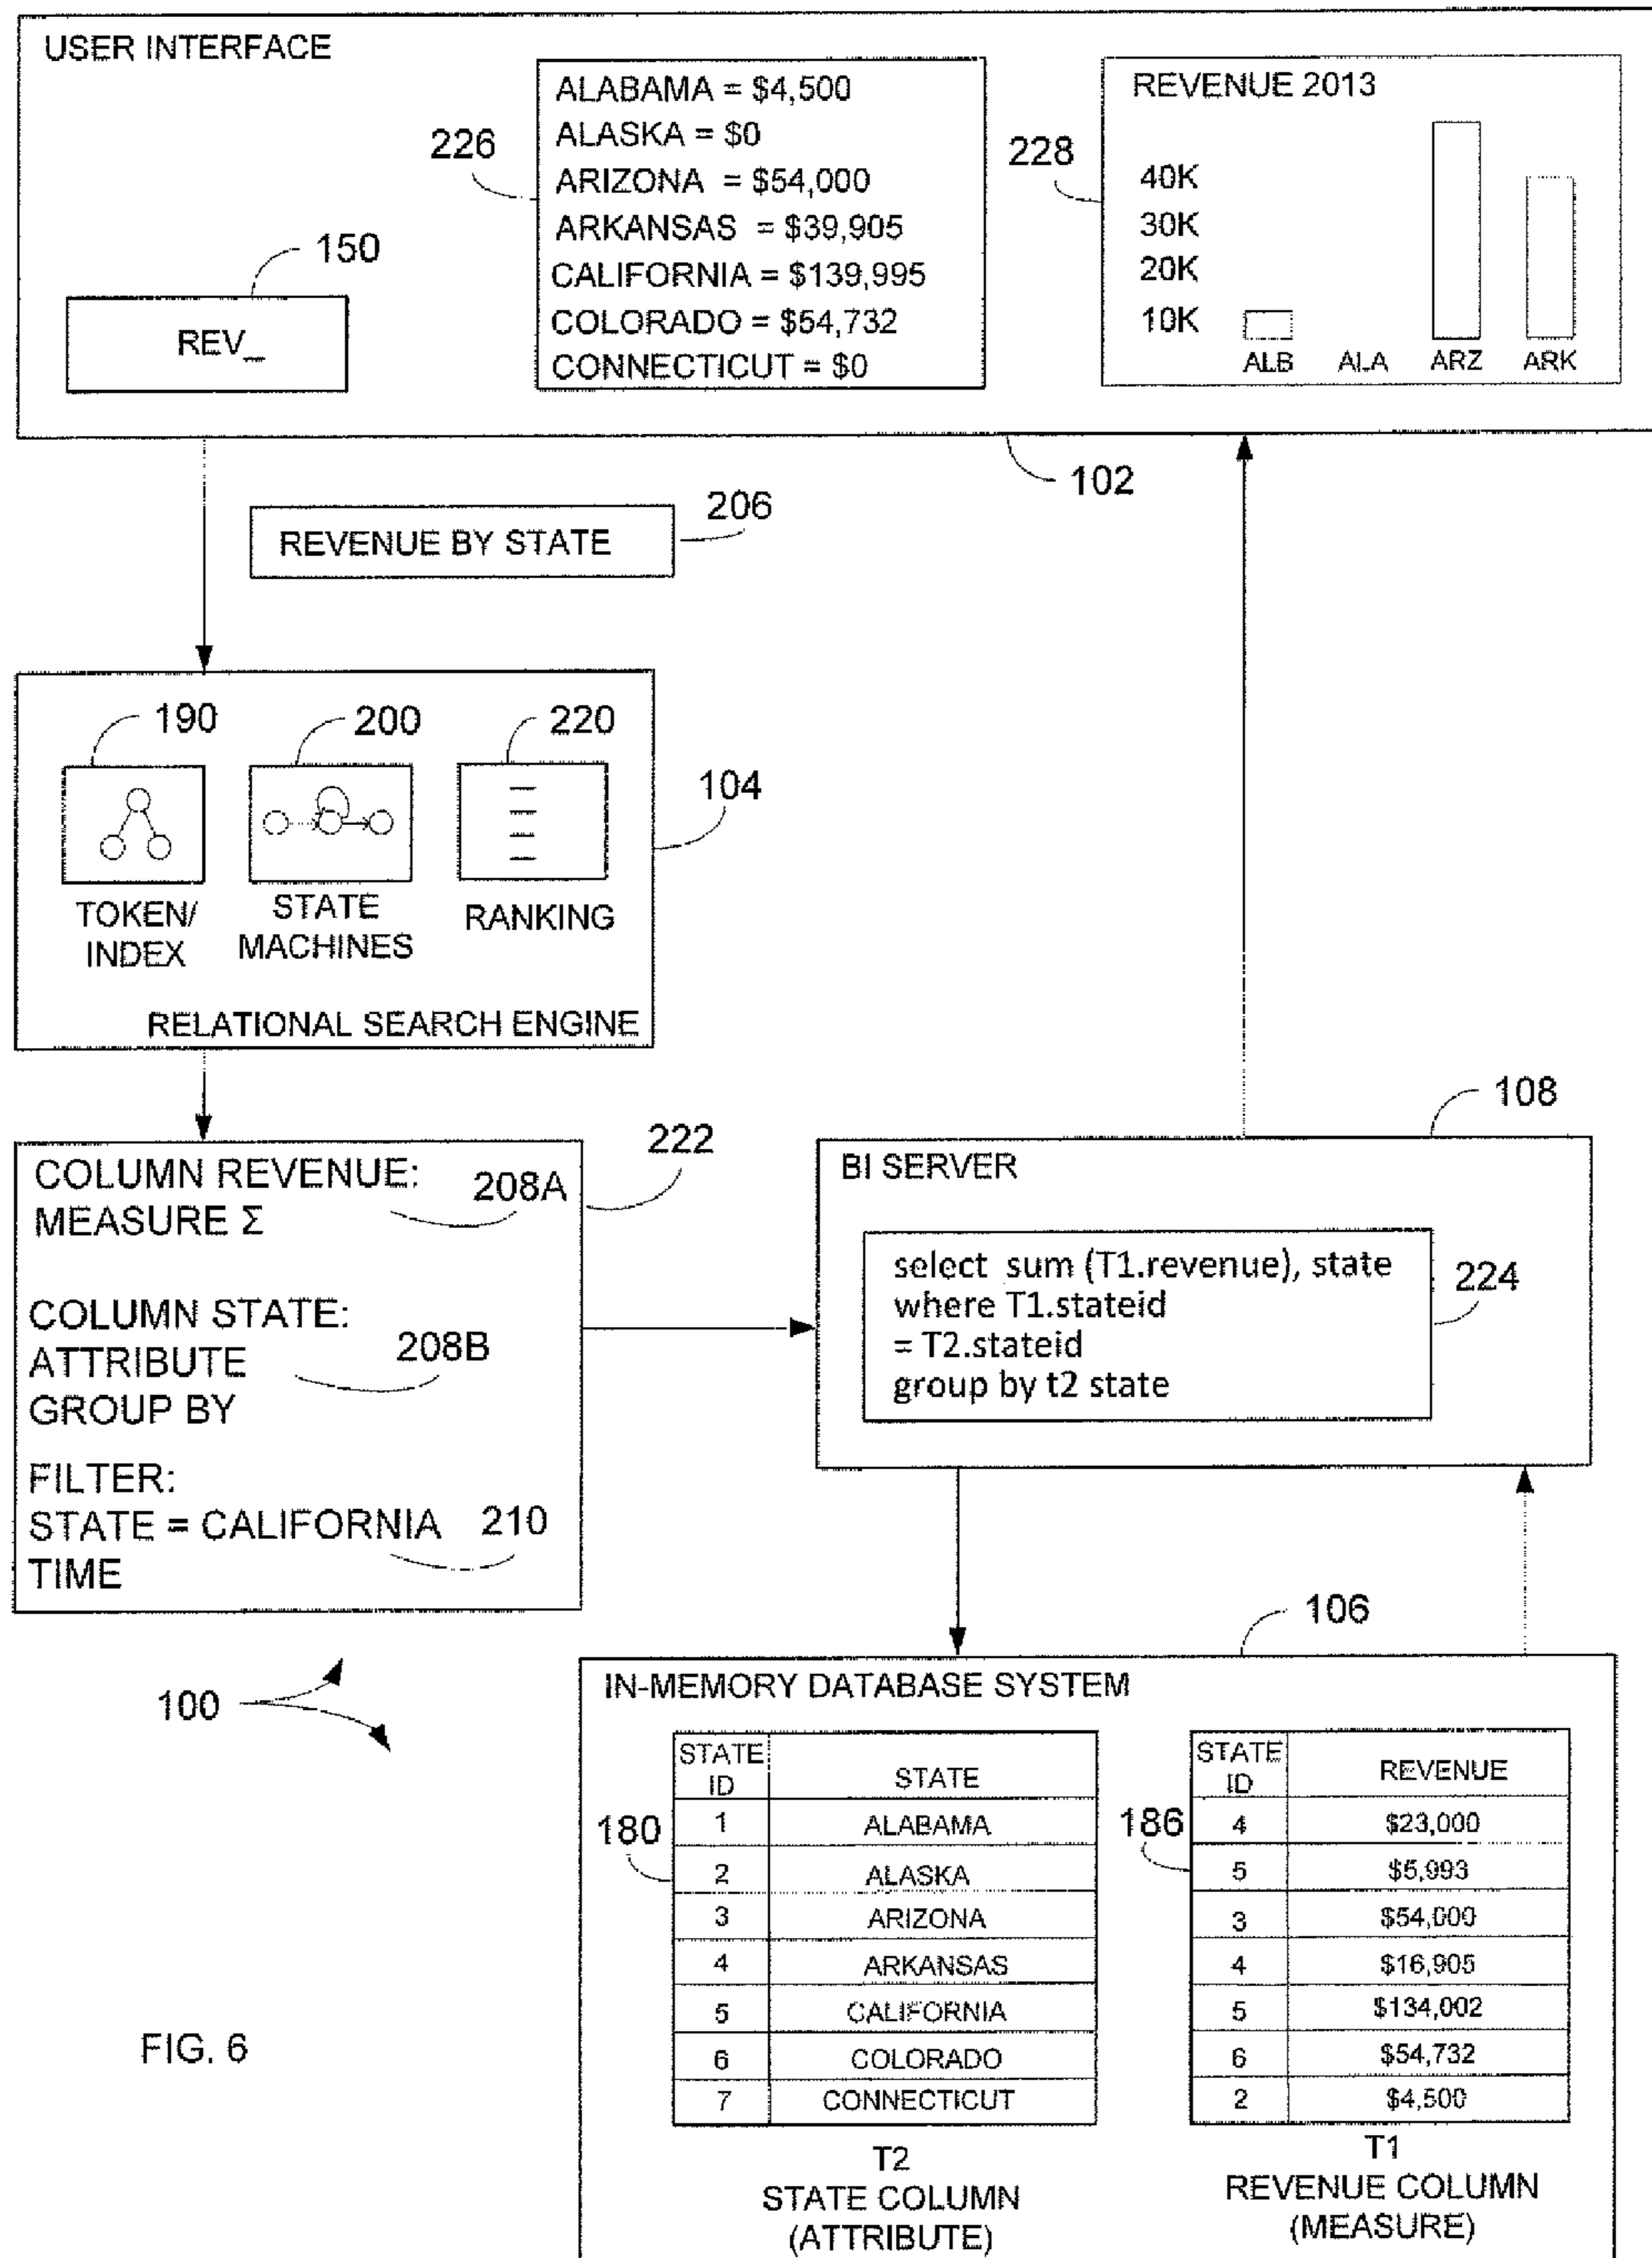 USER INTERFACE
ALABAMA = $4,500
ALASKA = $0
ARIZONA = $54,000
ARKANSAS = $39,905
CALIFORNIA = $139,995
COLORADO = $54,732
CONNECTICUT = $0
226
REVENUE 2013
40K
30K
20K
10K
ALB ALA ARZ ARK
228
150
REV_
102
REVENUE BY STATE
206
190
200
220
104
TOKEN/
INDEX
STATE
MACHINES
RANKING
RELATIONAL SEARCH ENGINE
222
COLUMN REVENUE:
MEASURE Σ
208A
COLUMN STATE:
ATTRIBUTE
GROUP BY
208B
FILTER:
STATE = CALIFORNIA
TIME
210
108
BI SERVER
select sum (T1.revenue), state
where T1.stateid
= T2.stateid
group by t2 state
224
100
106
IN-MEMORY DATABASE SYSTEM
180
STATE ID STATE
1 ALABAMA
2 ALASKA
3 ARIZONA
4 ARKANSAS
5 CALIFORNIA
6 COLORADO
7 CONNECTICUT
T2
STATE COLUMN
(ATTRIBUTE)
186
STATE ID REVENUE
4 $23,000
5 $5,993
3 $54,000
4 $16,905
5 $134,002
6 $54,732
2 $4,500
T1
REVENUE COLUMN
(MEASURE)
FIG. 6